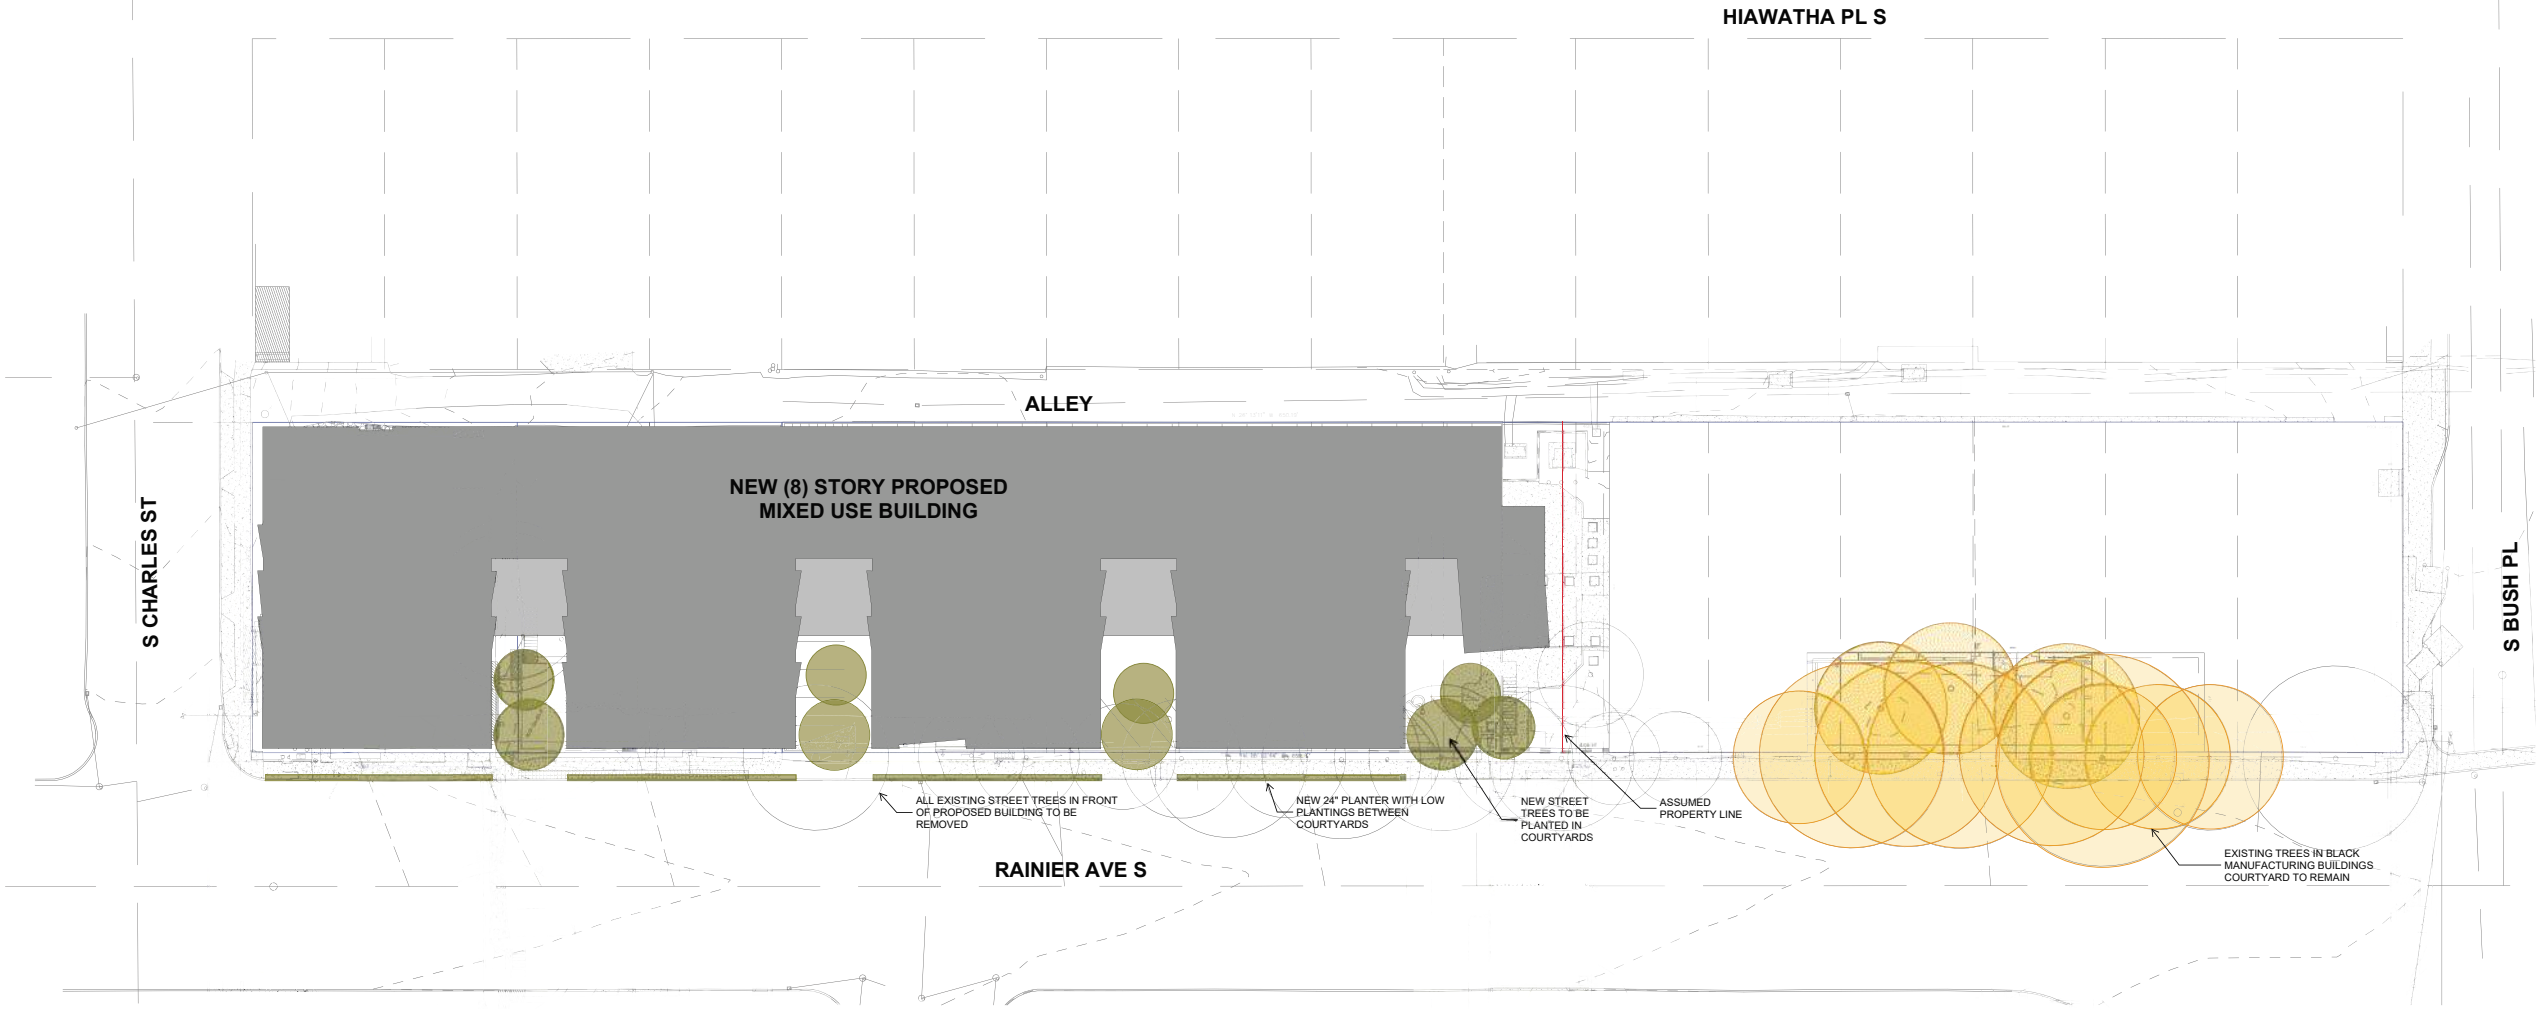 HIAWATHA PL S
ALLEY
NEW (8) STORY PROPOSED
MIXED USE BUILDING
S CHARLES ST
S BUSH PL
ALL EXISTING STREET TREES IN FRONT
OF PROPOSED BUILDING TO BE
REMOVED
NEW 24" PLANTER WITH LOW
PLANTINGS BETWEEN
COURTYARDS
NEW STREET
TREES TO BE
PLANTED IN
COURTYARDS
ASSUMED
PROPERTY LINE
EXISTING TREES IN BLACK
MANUFACTURING BUILDINGS
COURTYARD TO REMAIN
RAINIER AVE S